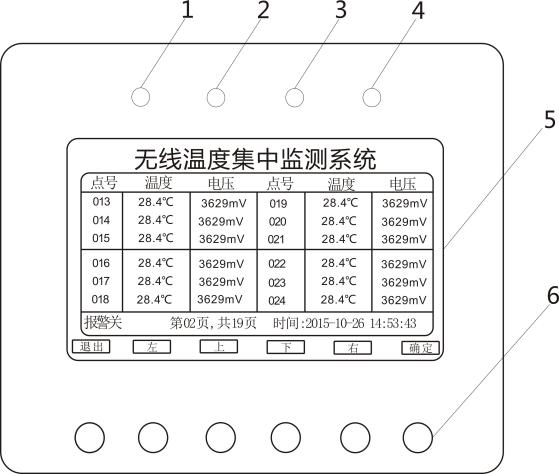 1 2 3 4
5
6
无线温度集中监测系统
点号 温度 电压 点号 温度 电压
013 28.4℃ 3629mV 019 28.4℃ 3629mV
014 28.4℃ 3629mV 020 28.4℃ 3629mV
015 28.4℃ 3629mV 021 28.4℃ 3629mV
016 28.4℃ 3629mV 022 28.4℃ 3629mV
017 28.4℃ 3629mV 023 28.4℃ 3629mV
018 28.4℃ 3629mV 024 28.4℃ 3629mV
报警关 第02页,共19页 时间:2015-10-26 14:53:43
退出 左 上 下 右 确定